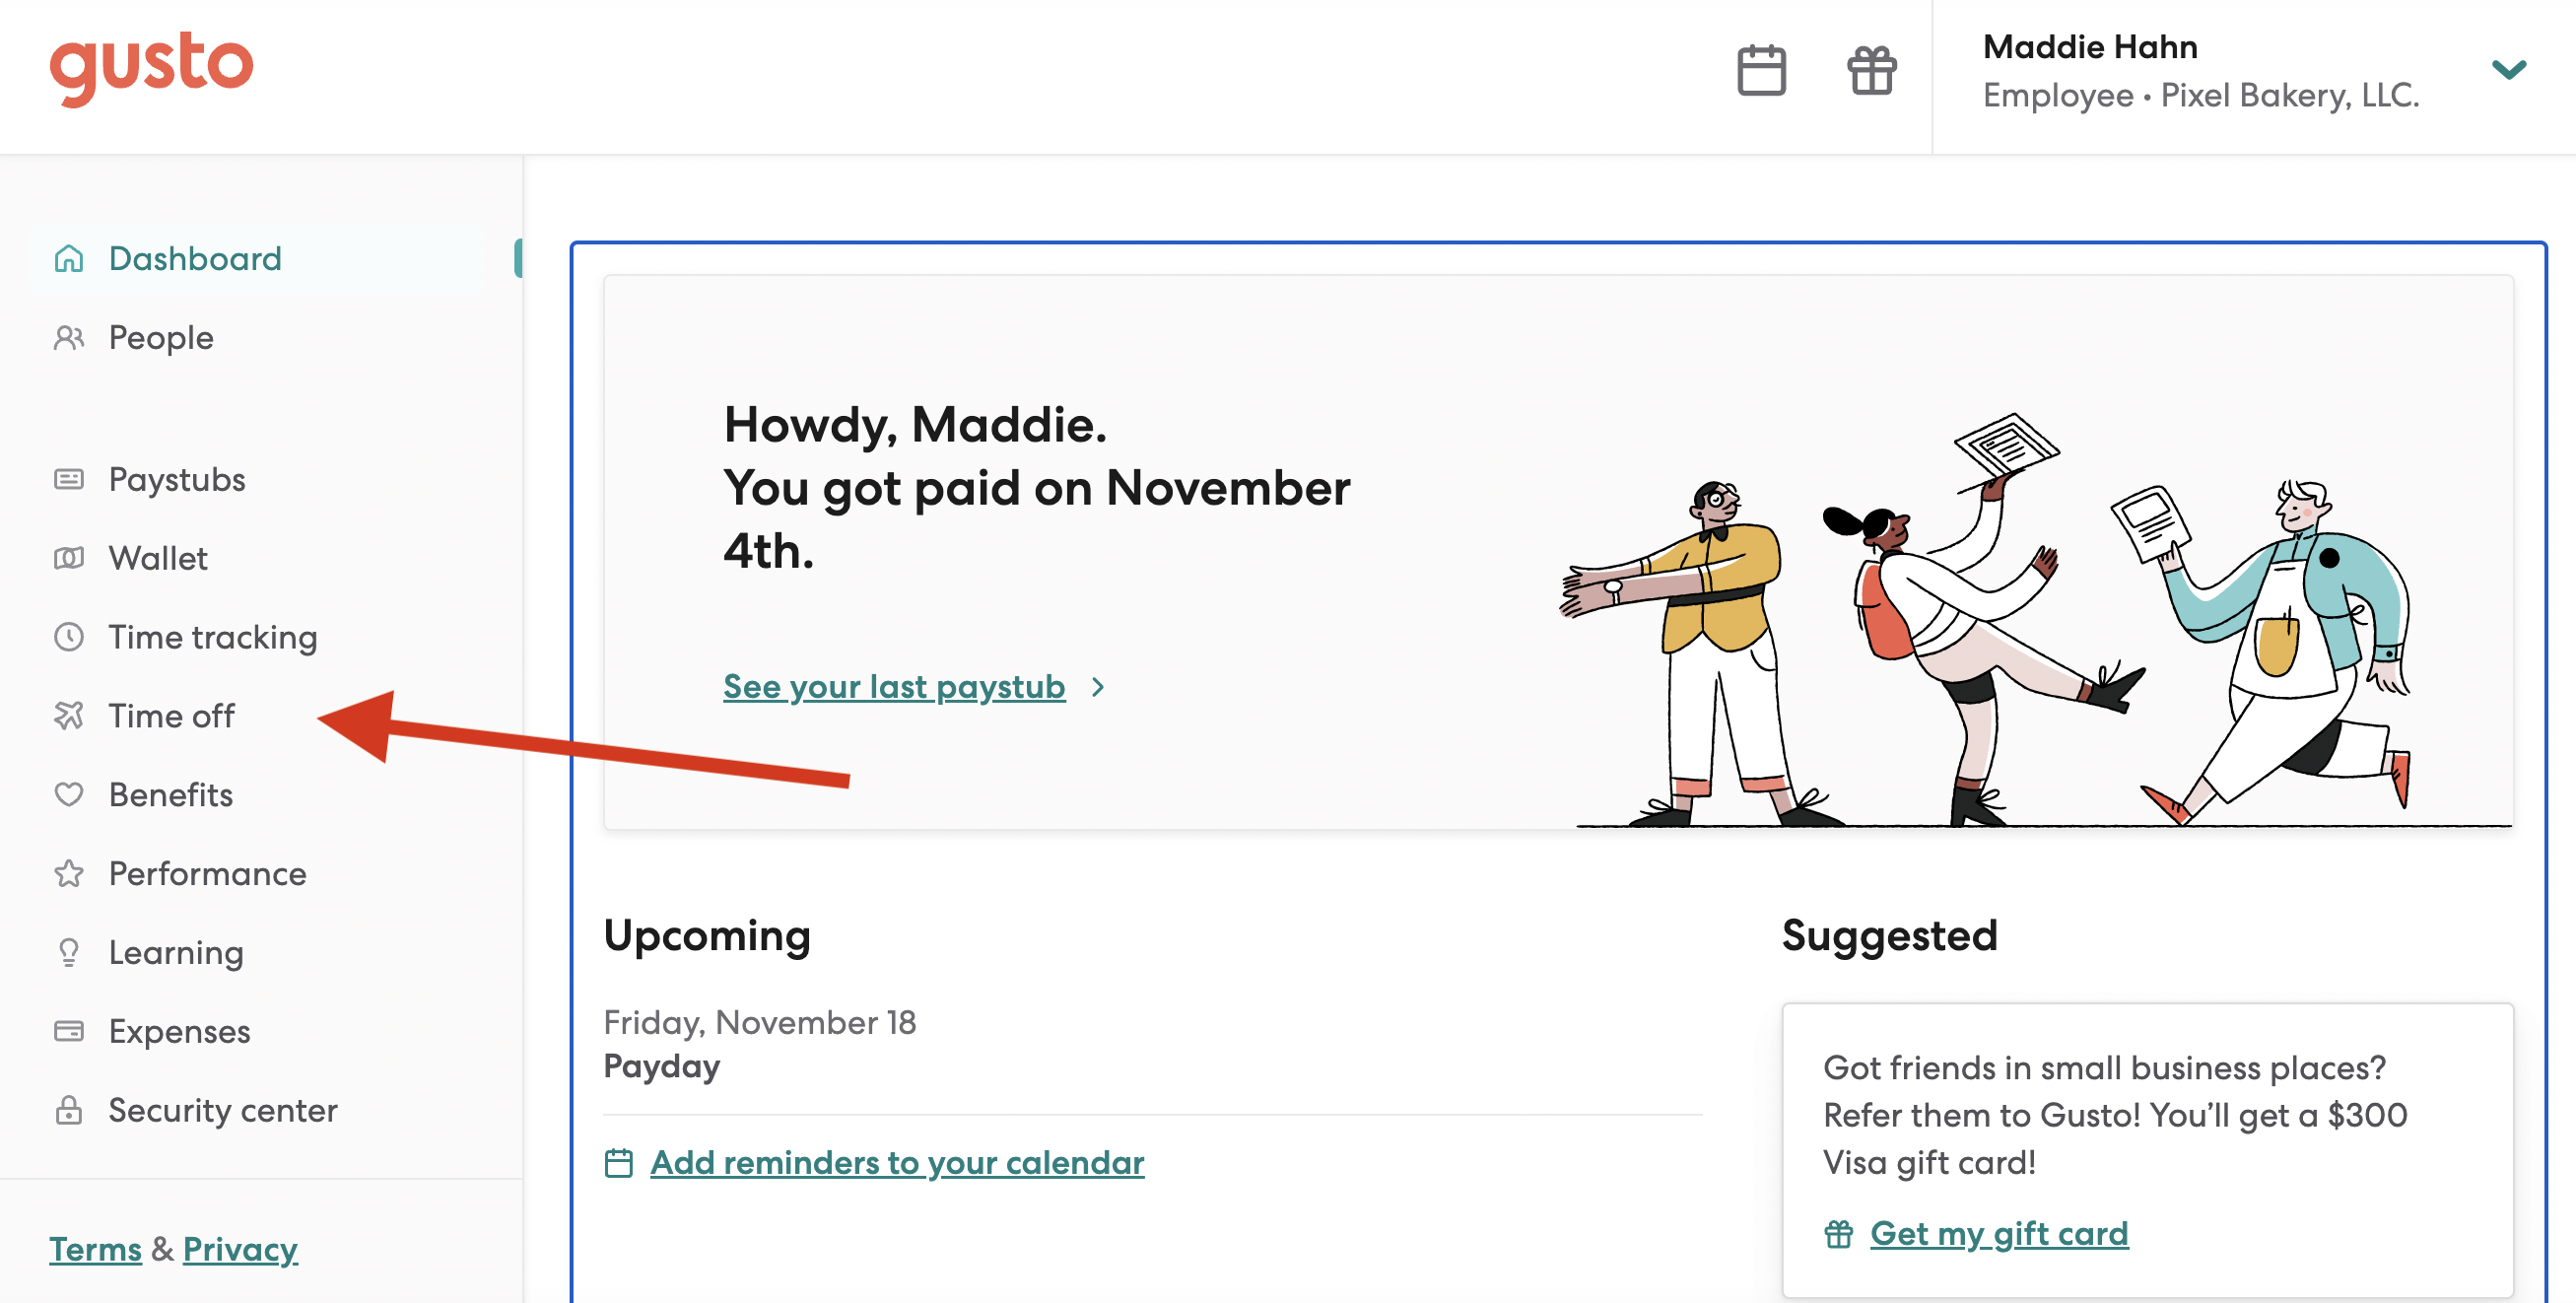 gusto
Maddie Hahn
Employee • Pixel Bakery, LLC.
Dashboard
People
Paystubs
Wallet
Time tracking
Time off
Benefits
Performance
Learning
Expenses
Security center
Terms & Privacy
Howdy, Maddie.
You got paid on November
4th.
See your last paystub
Upcoming
Friday, November 18
Payday
Add reminders to your calendar
Suggested
Got friends in small business places?
Refer them to Gusto! You’ll get a $300
Visa gift card!
Get my gift card